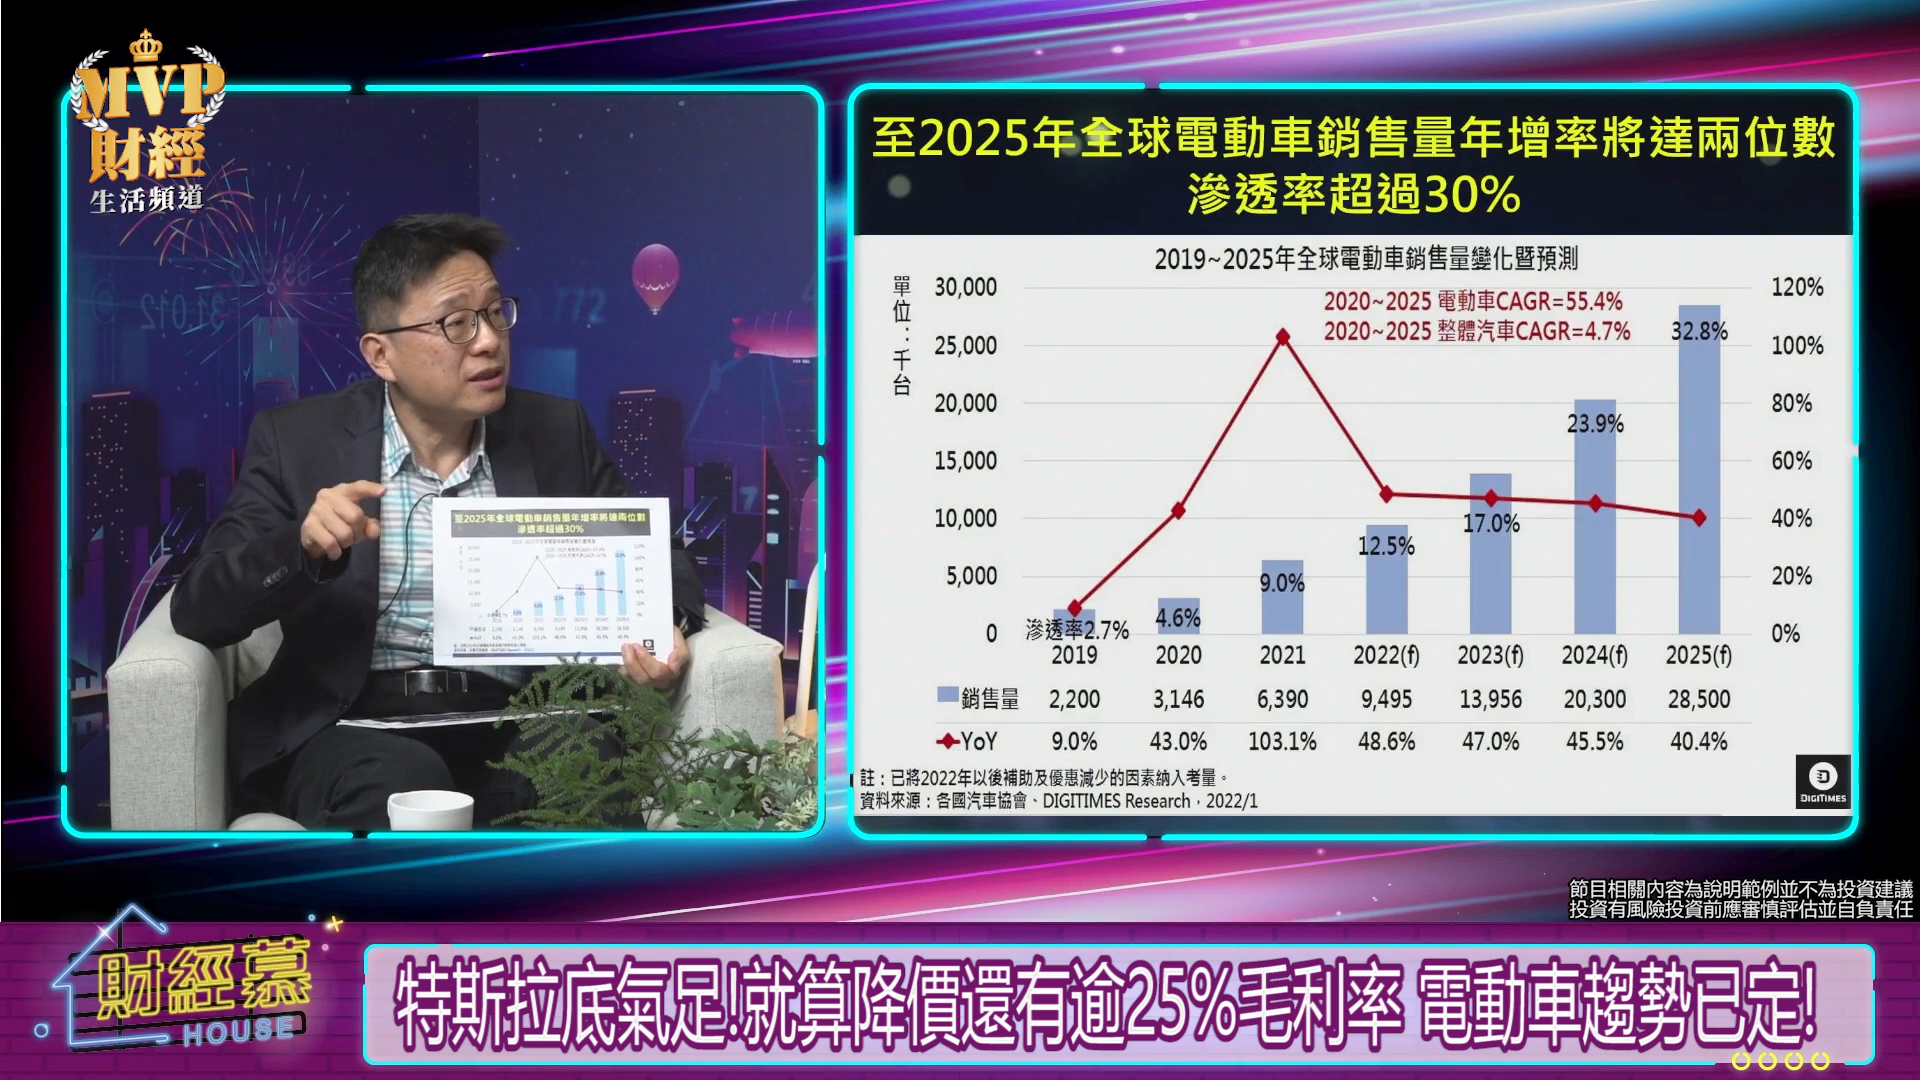 MVP
財經
生活頻道
至2025年全球電動車銷售量年增率將達兩位數
滲透率超過30%
2019~2025年全球電動車銷售量變化暨預測
單位：千台
2020~2025 電動車CAGR=55.4%
2020~2025 整體汽車CAGR=4.7%
30,000
25,000
20,000
15,000
10,000
5,000
0
120%
100%
80%
60%
40%
20%
0%
滲透率2.7%
4.6%
9.0%
12.5%
17.0%
23.9%
32.8%
2019 2020 2021 2022(f) 2023(f) 2024(f) 2025(f)
銷售量 2,200 3,146 6,390 9,495 13,956 20,300 28,500
YoY 9.0% 43.0% 103.1% 48.6% 47.0% 45.5% 40.4%
註：已將2022年以後補助及優惠減少的因素納入考量。
資料來源：各國汽車協會、DIGITIMES Research，2022/1
DIGITIMES
至2025年全球電動車銷售量年增率將達兩位數
滲透率超過30%
節目相關內容為說明範例並不為投資建議
投資有風險投資前應審慎評估並自負責任
財經慕
HOUSE
特斯拉底氣足!就算降價還有逾25%毛利率 電動車趨勢已定!